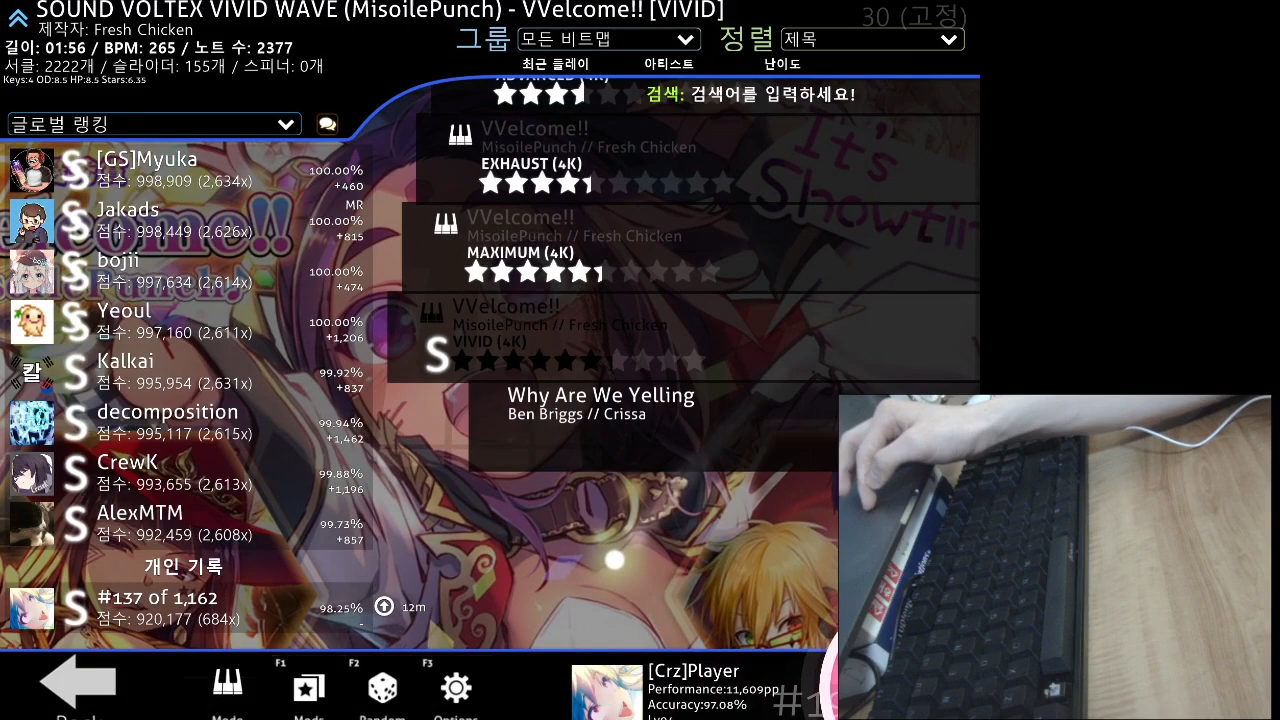 SOUND VOLTEX VIVID WAVE (MisoilePunch) - VVelcome!! [VIVID]
제작자: Fresh Chicken
길이: 01:56 / BPM: 265 / 노트 수: 2377
서클: 2222개 / 슬라이더: 155개 / 스피너: 0개
Keys:4 OD:8.5 HP:8.5 Stars:6.35
30 (고정)
그룹 모든 비트맵 정렬 제목
최근 플레이 아티스트 난이도
검색: 검색어를 입력하세요!
글로벌 랭킹
[GS]Myuka
점수: 998,909 (2,634x)
100.00%
+460
Jakads
점수: 998,449 (2,626x)
MR
100.00%
+815
bojii
점수: 997,634 (2,614x)
100.00%
+474
Yeoul
점수: 997,160 (2,611x)
100.00%
+1,206
칼
Kalkai
점수: 995,954 (2,631x)
99.92%
+837
decomposition
점수: 995,117 (2,615x)
99.94%
+1,462
CrewK
점수: 993,655 (2,613x)
99.88%
+1,196
AlexMTM
점수: 992,459 (2,608x)
99.73%
+857
개인 기록
#137 of 1,162
점수: 920,177 (684x)
98.25%
-
12m
ADVANCED (4K)
VVelcome!!
MisoilePunch // Fresh Chicken
EXHAUST (4K)
VVelcome!!
MisoilePunch // Fresh Chicken
MAXIMUM (4K)
VVelcome!!
MisoilePunch // Fresh Chicken
VIVID (4K)
Why Are We Yelling
Ben Briggs // Crissa
It's
Showtim
F1
F2
F3
Mode
Mods
Random
Options
[Crz]Player
Performance:11,609pp
Accuracy:97.08%